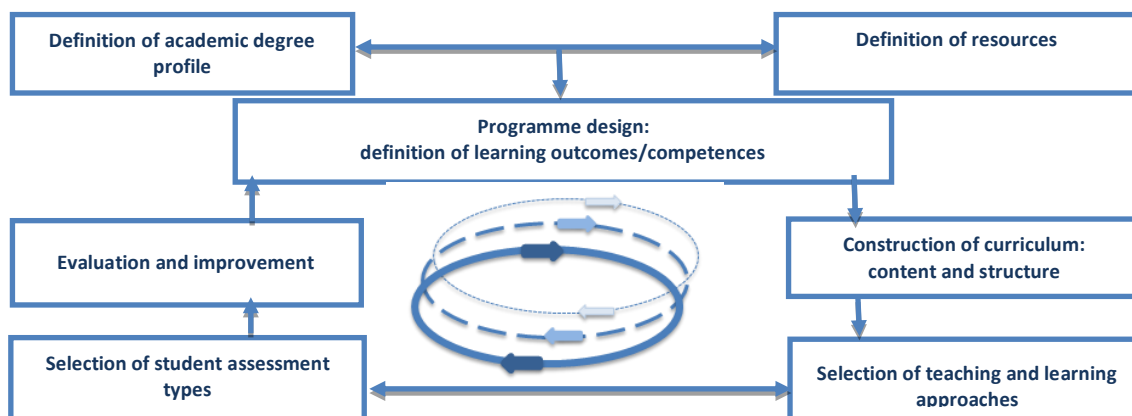 Definition of academic degree
profile
Definition of resources
Programme design:
definition of learning outcomes/competences
Evaluation and improvement
Construction of curriculum:
content and structure
Selection of student assessment
types
Selection of teaching and learning
approaches